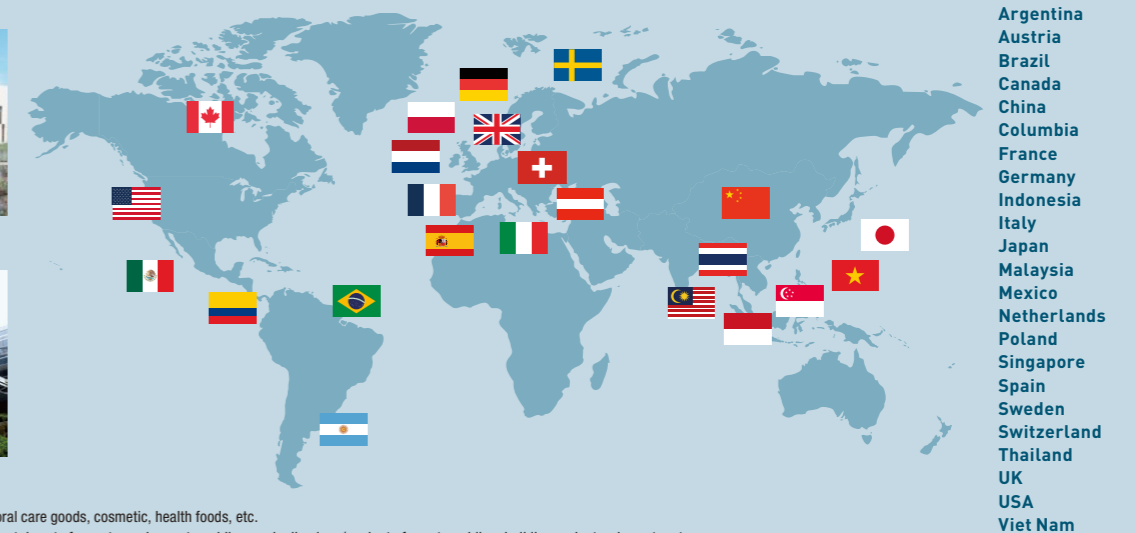 Argentina
Austria
Brazil
Canada
China
Columbia
France
Germany
Indonesia
Italy
Japan
Malaysia
Mexico
Netherlands
Poland
Singapore
Spain
Sweden
Switzerland
Thailand
UK
USA
Viet Nam
oral care goods, cosmetic, health foods, etc.